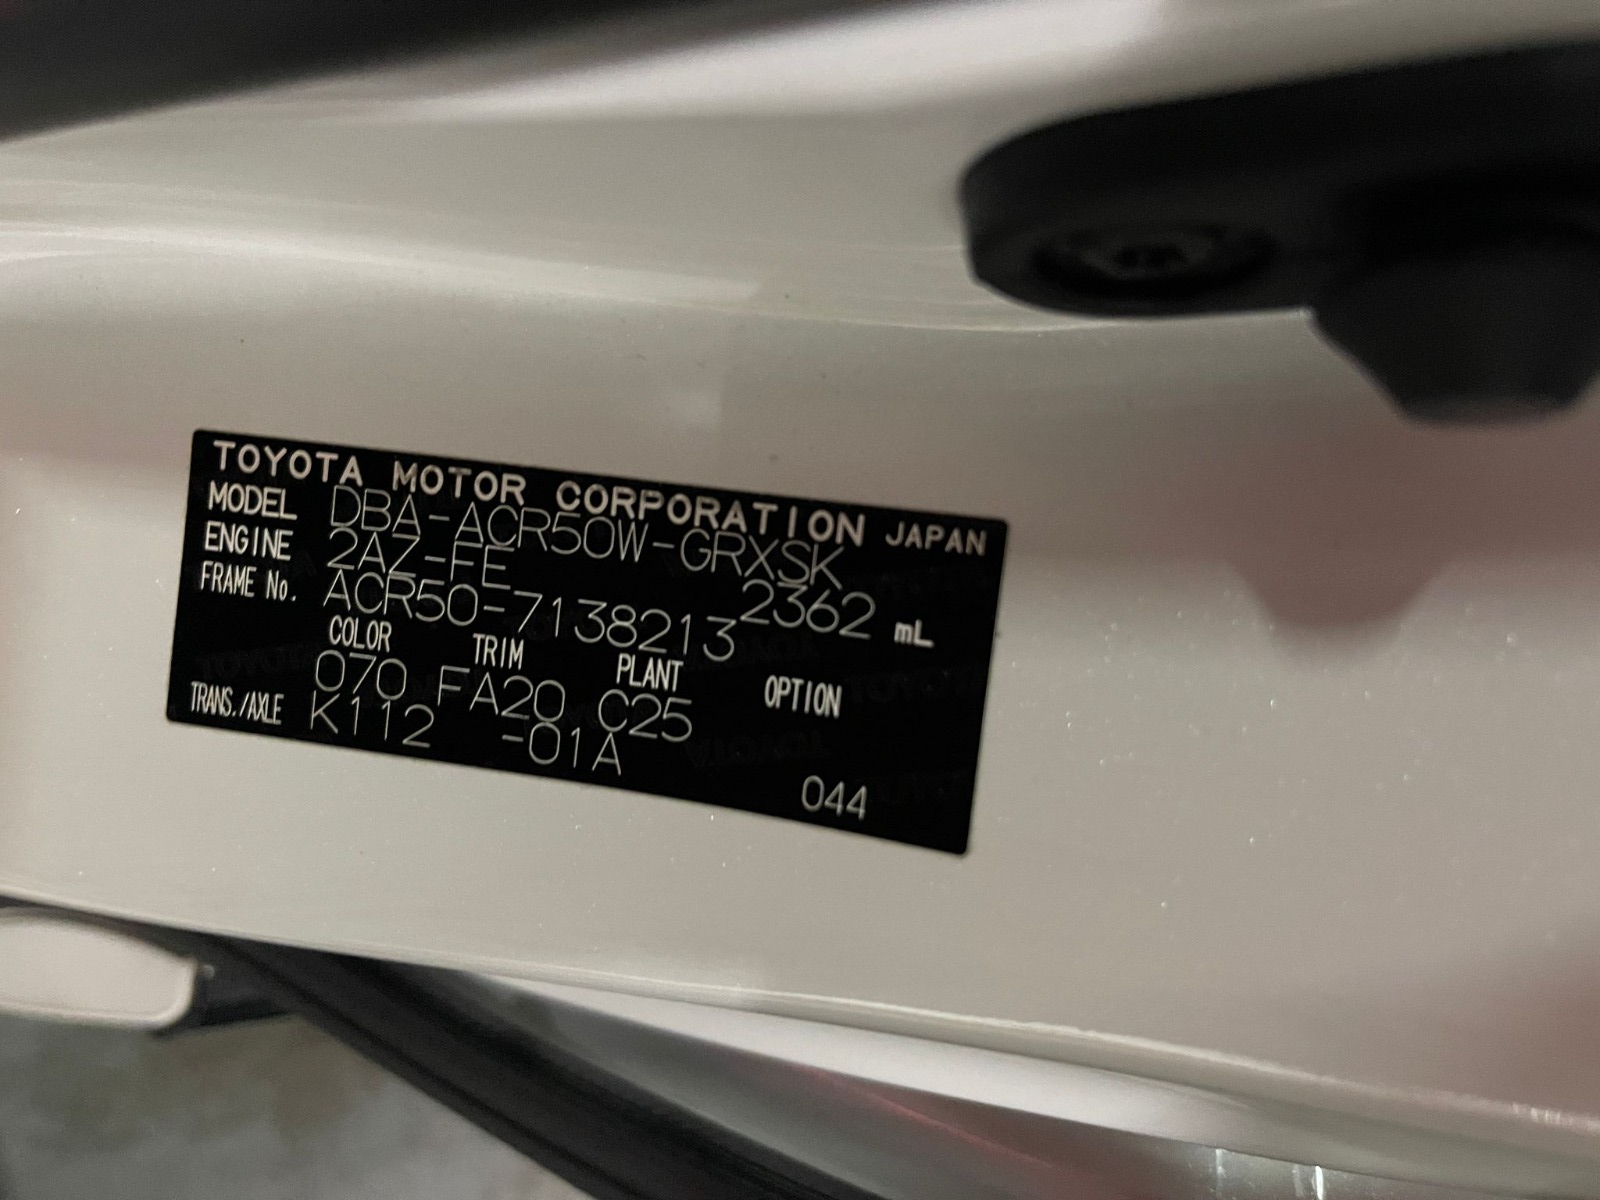 TOYOTA MOTOR CORPORATION JAPAN
MODEL DBA-ACR50W-GRXSK
ENGINE 2AZ-FE 2362 mL
FRAME No. ACR50-7138213
COLOR TRIM PLANT OPTION
070 FA20 C25
TRANS./AXLE K112 -01A
044